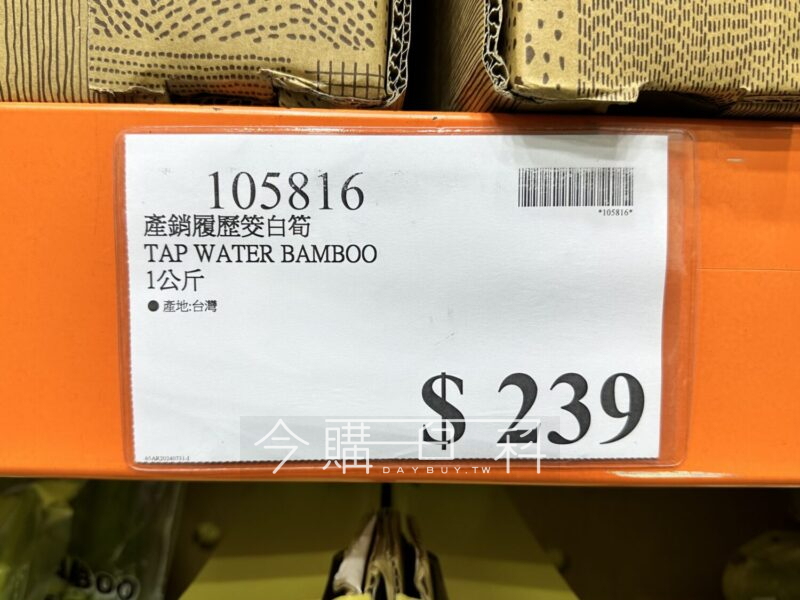 105816
*105816*
產銷履歷筊白筍
TAP WATER BAMBOO
1公斤
● 產地:台灣
$ 239
今購百科
DAYBUY.TW